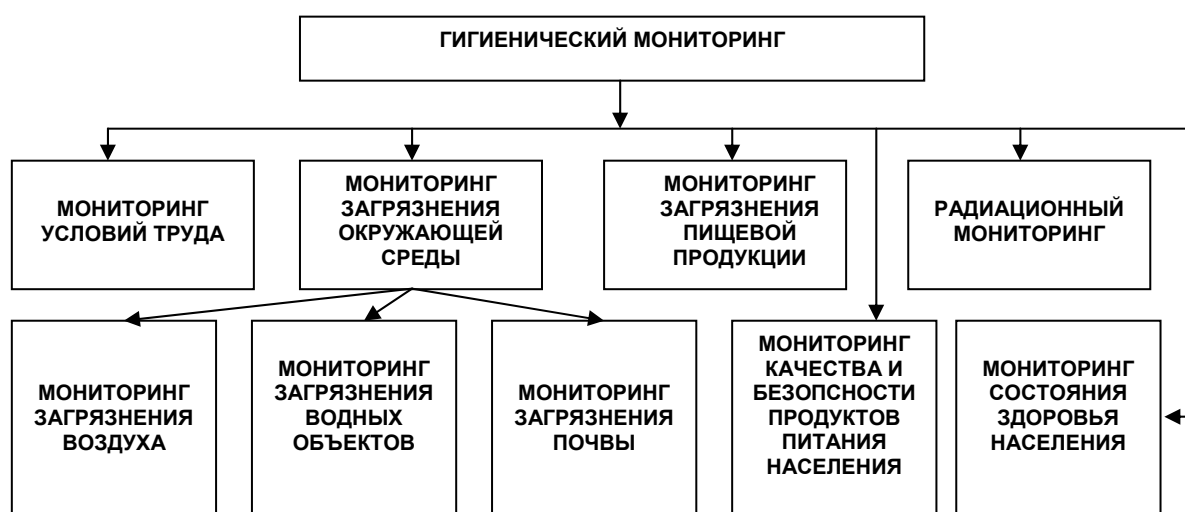 ГИГИЕНИЧЕСКИЙ МОНИТОРИНГ
МОНИТОРИНГ
УСЛОВИЙ ТРУДА
МОНИТОРИНГ
ЗАГРЯЗНЕНИЯ
ОКРУЖАЮЩЕЙ
СРЕДЫ
МОНИТОРИНГ
ЗАГРЯЗНЕНИЯ
ПИЩЕВОЙ
ПРОДУКЦИИ
РАДИАЦИОННЫЙ
МОНИТОРИНГ
МОНИТОРИНГ
ЗАГРЯЗНЕНИЯ
ВОЗДУХА
МОНИТОРИНГ
ЗАГРЯЗНЕНИЯ
ВОДНЫХ
ОБЪЕКТОВ
МОНИТОРИНГ
ЗАГРЯЗНЕНИЯ
ПОЧВЫ
МОНИТОРИНГ
КАЧЕСТВА И
БЕЗОПСНОСТИ
ПРОДУКТОВ
ПИТАНИЯ
НАСЕЛЕНИЯ
МОНИТОРИНГ
СОСТОЯНИЯ
ЗДОРОВЬЯ
НАСЕЛЕНИЯ